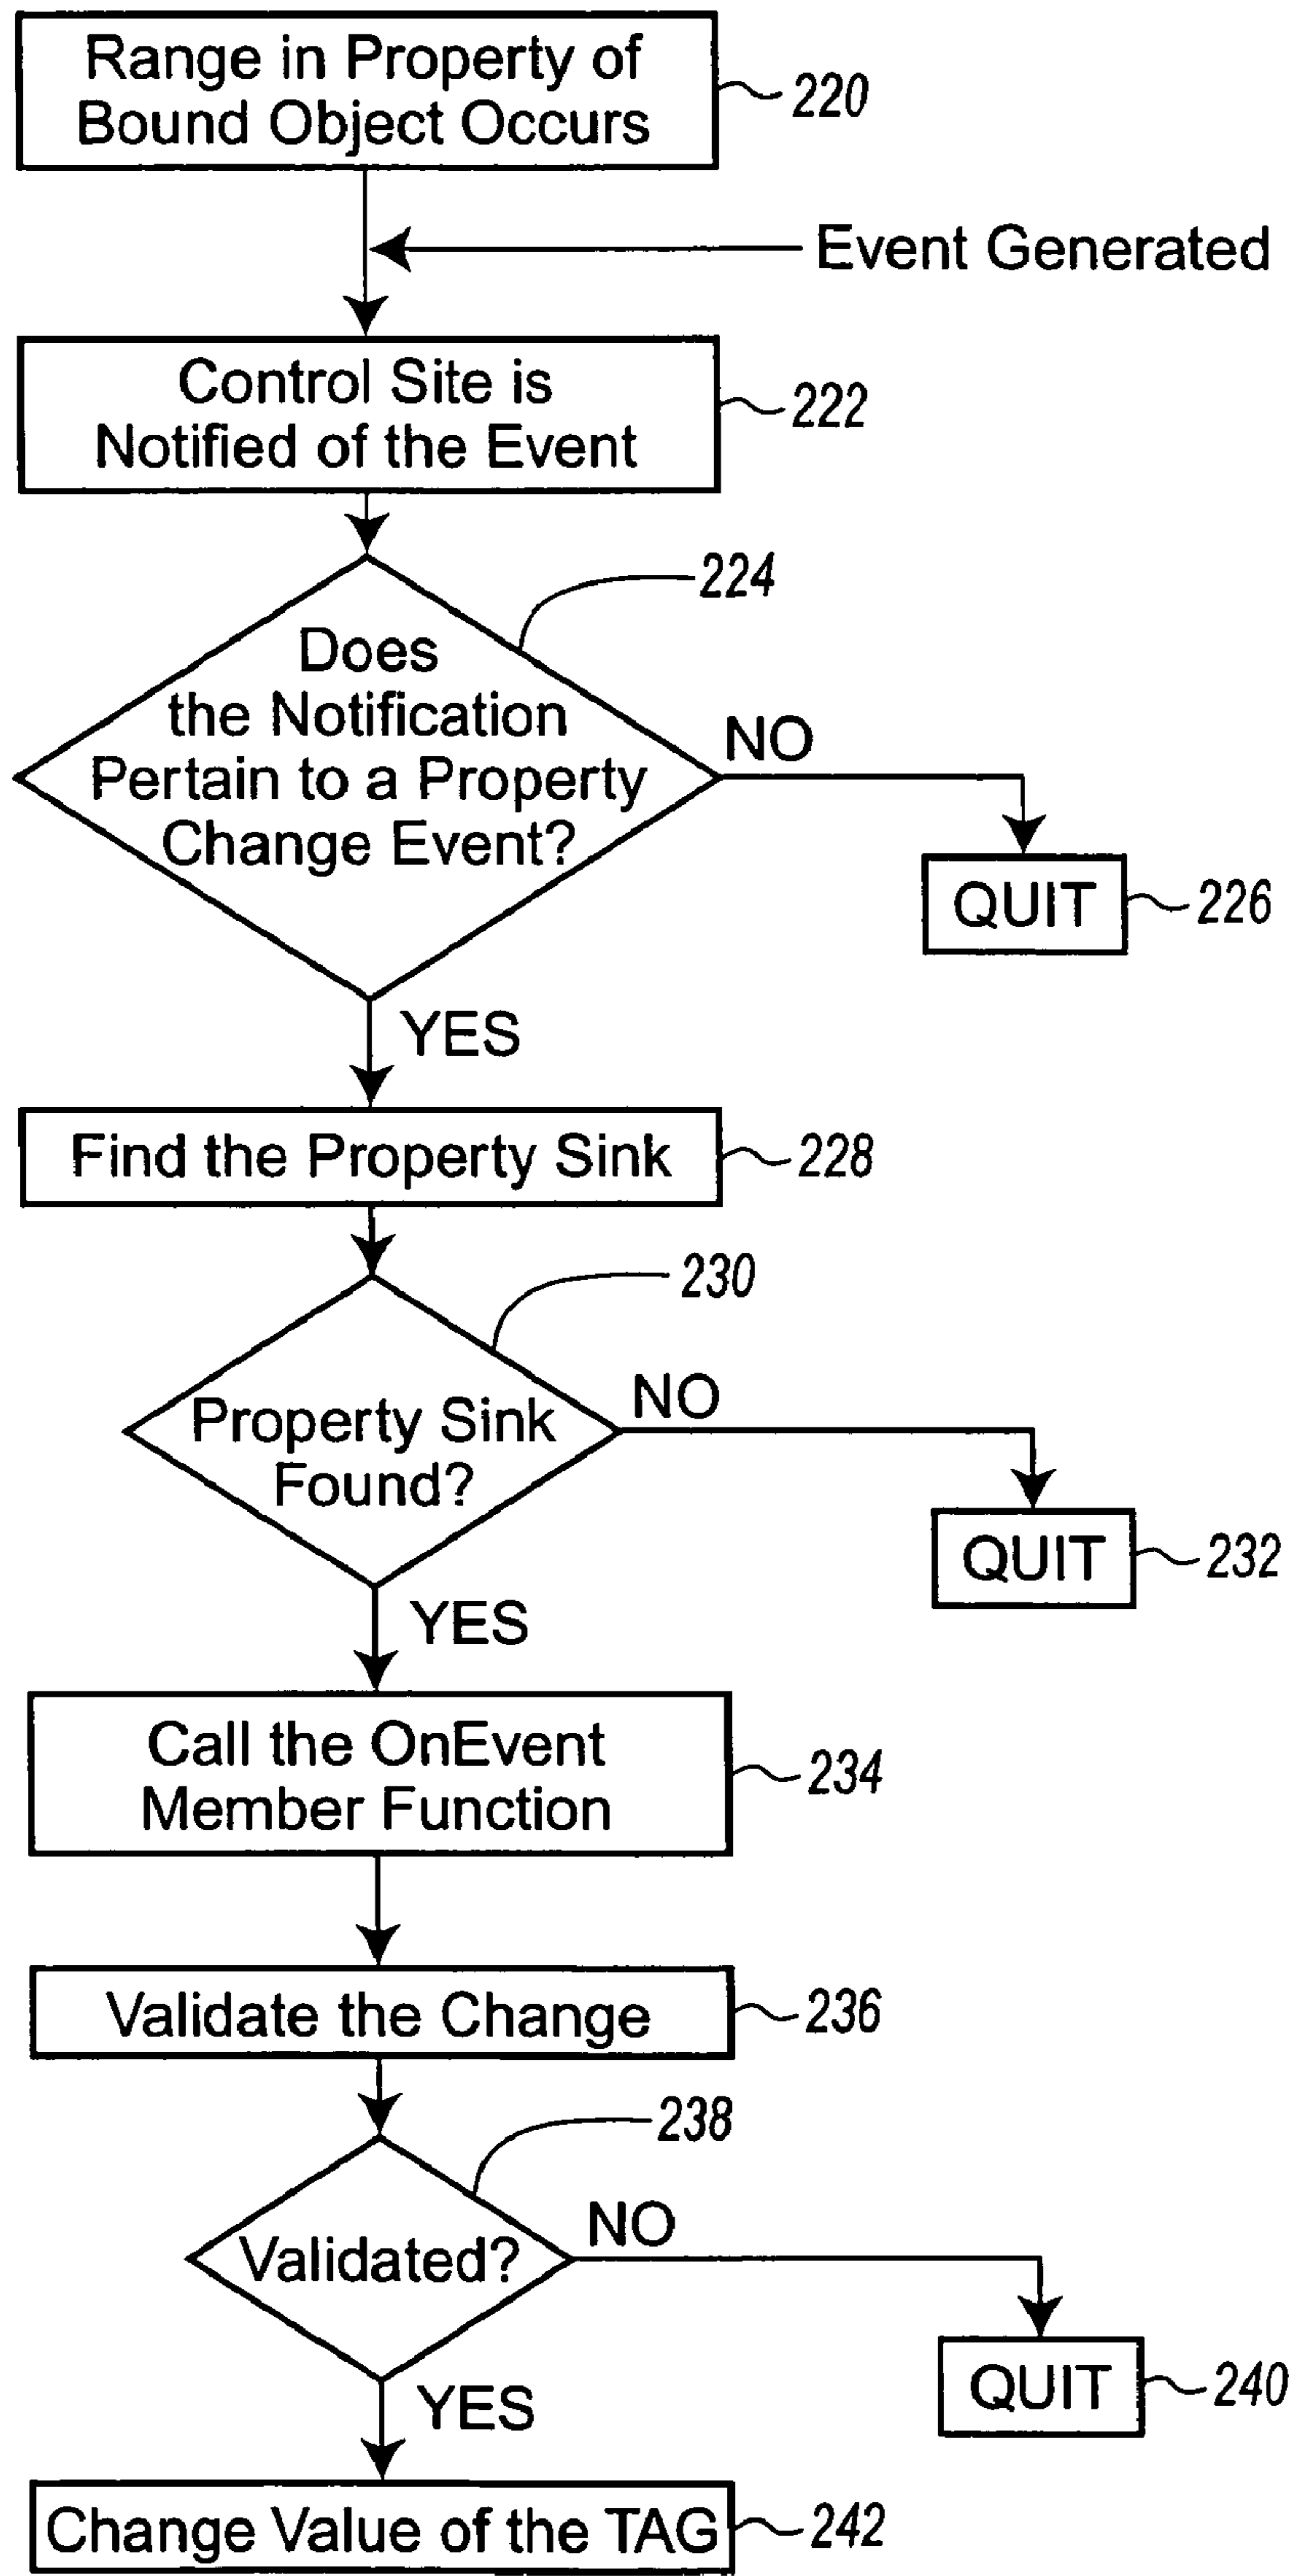 Range in Property of
Bound Object Occurs
220
Event Generated
Control Site is
Notified of the Event
222
224
Does
the Notification
Pertain to a Property
Change Event?
NO
QUIT
226
YES
Find the Property Sink
228
230
Property Sink
Found?
NO
QUIT
232
YES
Call the OnEvent
Member Function
234
Validate the Change
236
238
Validated?
NO
QUIT
240
YES
Change Value of the TAG
242